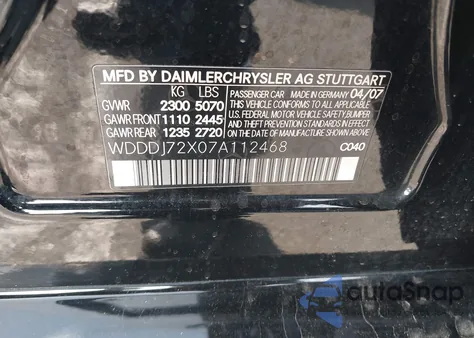 MFD BY DAIMLERCHRYSLER AG STUTTGART
KG LBS PASSENGER CAR MADE IN GERMANY 04/07
GVWR 2300 5070 THIS VEHICLE CONFORMS TO ALL APPLICABLE
GAWR FRONT 1110 2445 FEDERAL MOTOR VEHICLE SAFETY, BUMPER
GAWR REAR 1235 2720 AND THEFT PREVENTION STANDARDS IN EFFECT
ON THE DATE OF MANUFACTURE SHOWN ABOVE.
WDDDJ72X07A112468 C040
autoSnap